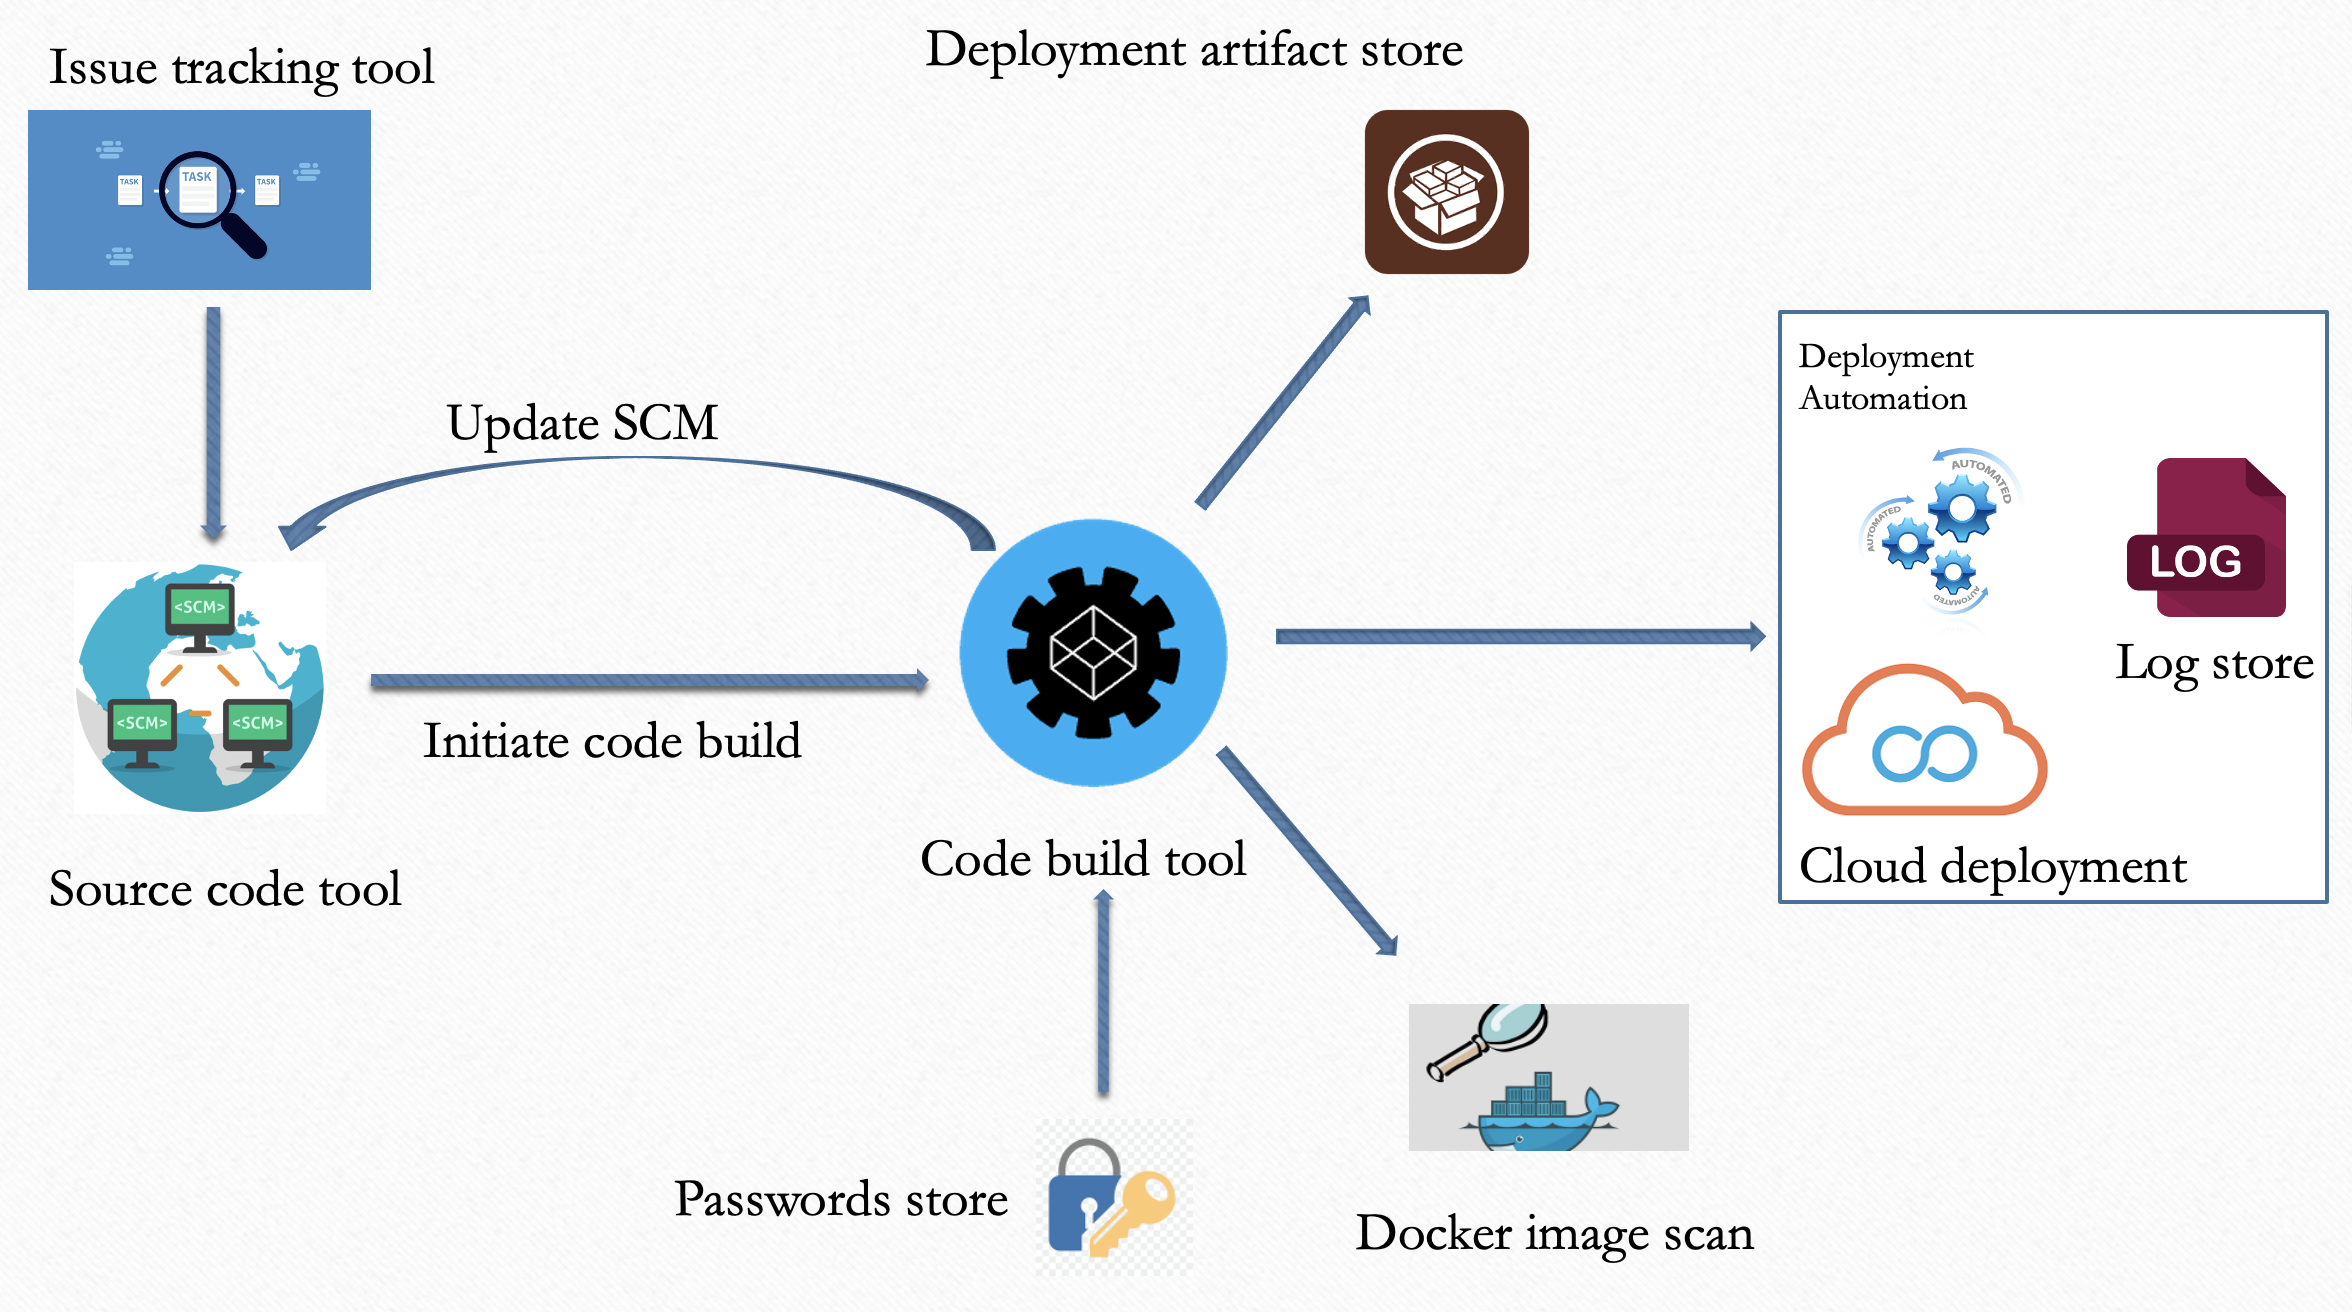 Issue tracking tool
Deployment artifact store
TASK
TASK
TASK
Deployment
Automation
Update SCM
AUTOMATED
AUTOMATED
AUTOMATED
LOG
Log store
<SCM>
<SCM>
<SCM>
Initiate code build
Code build tool
Source code tool
Cloud deployment
Passwords store
Docker image scan